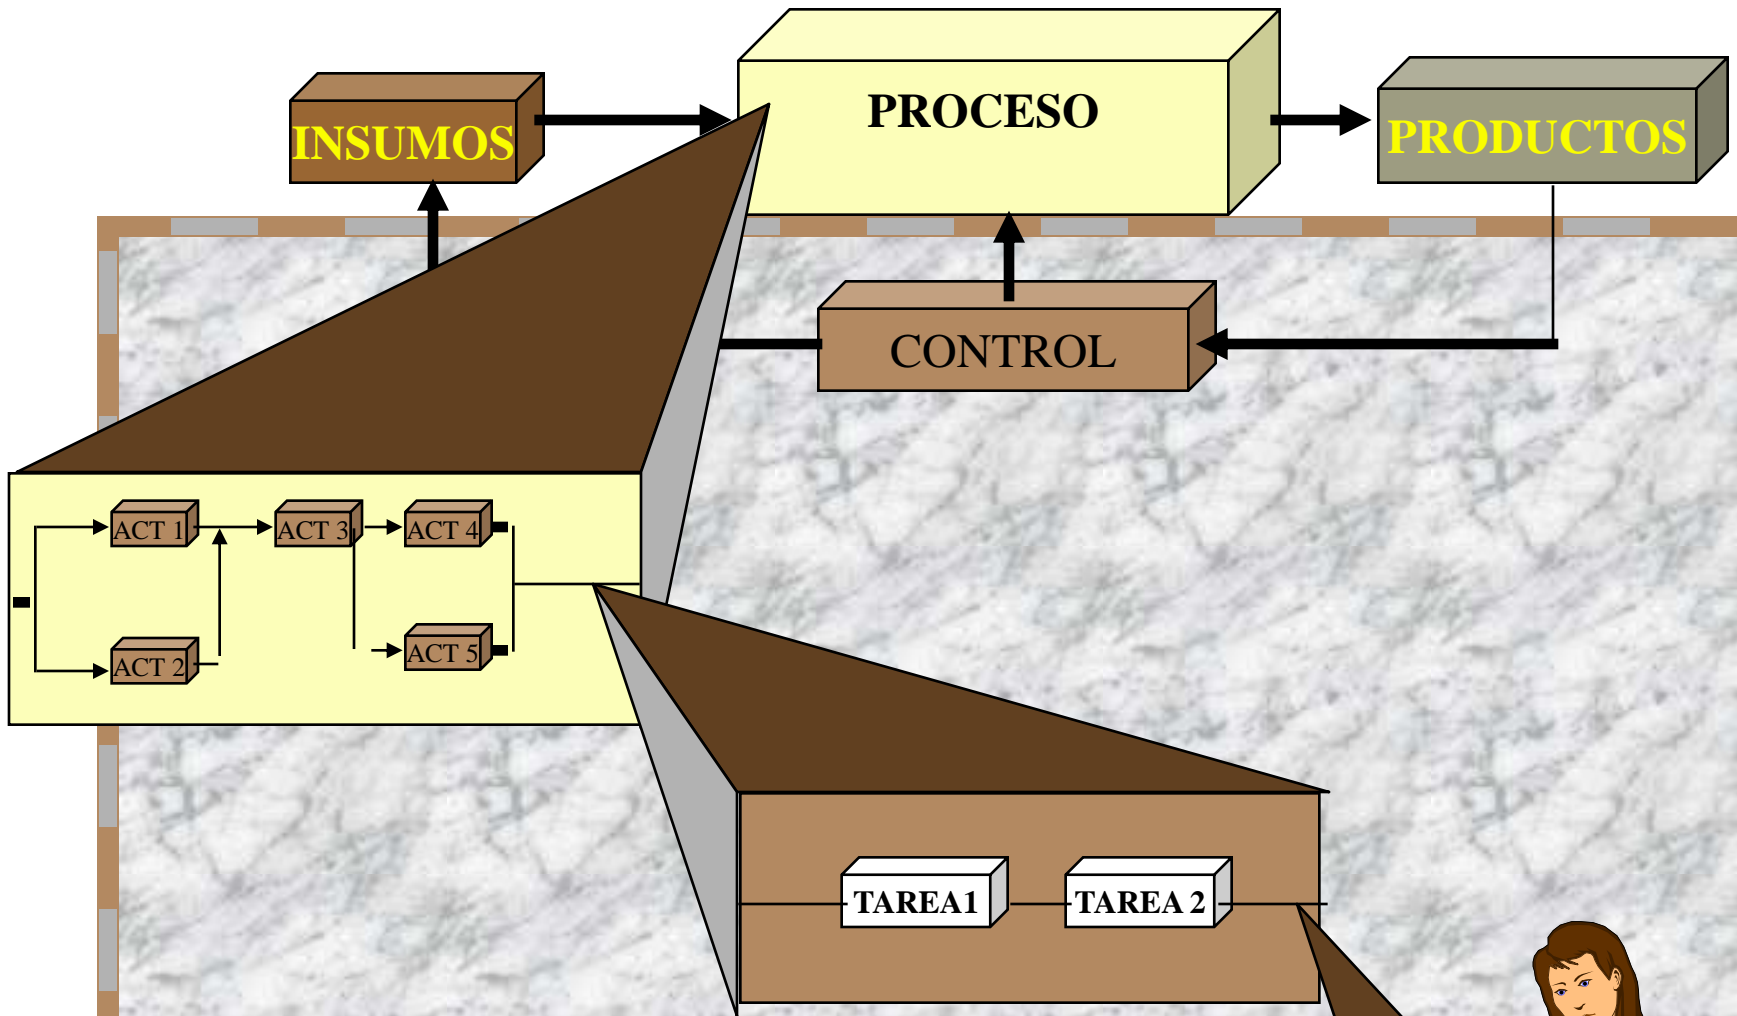 PROCESO
INSUMOS
PRODUCTOS
CONTROL
ACT 1
ACT 3
ACT 4
ACT 2
ACT 5
TAREA1
TAREA 2